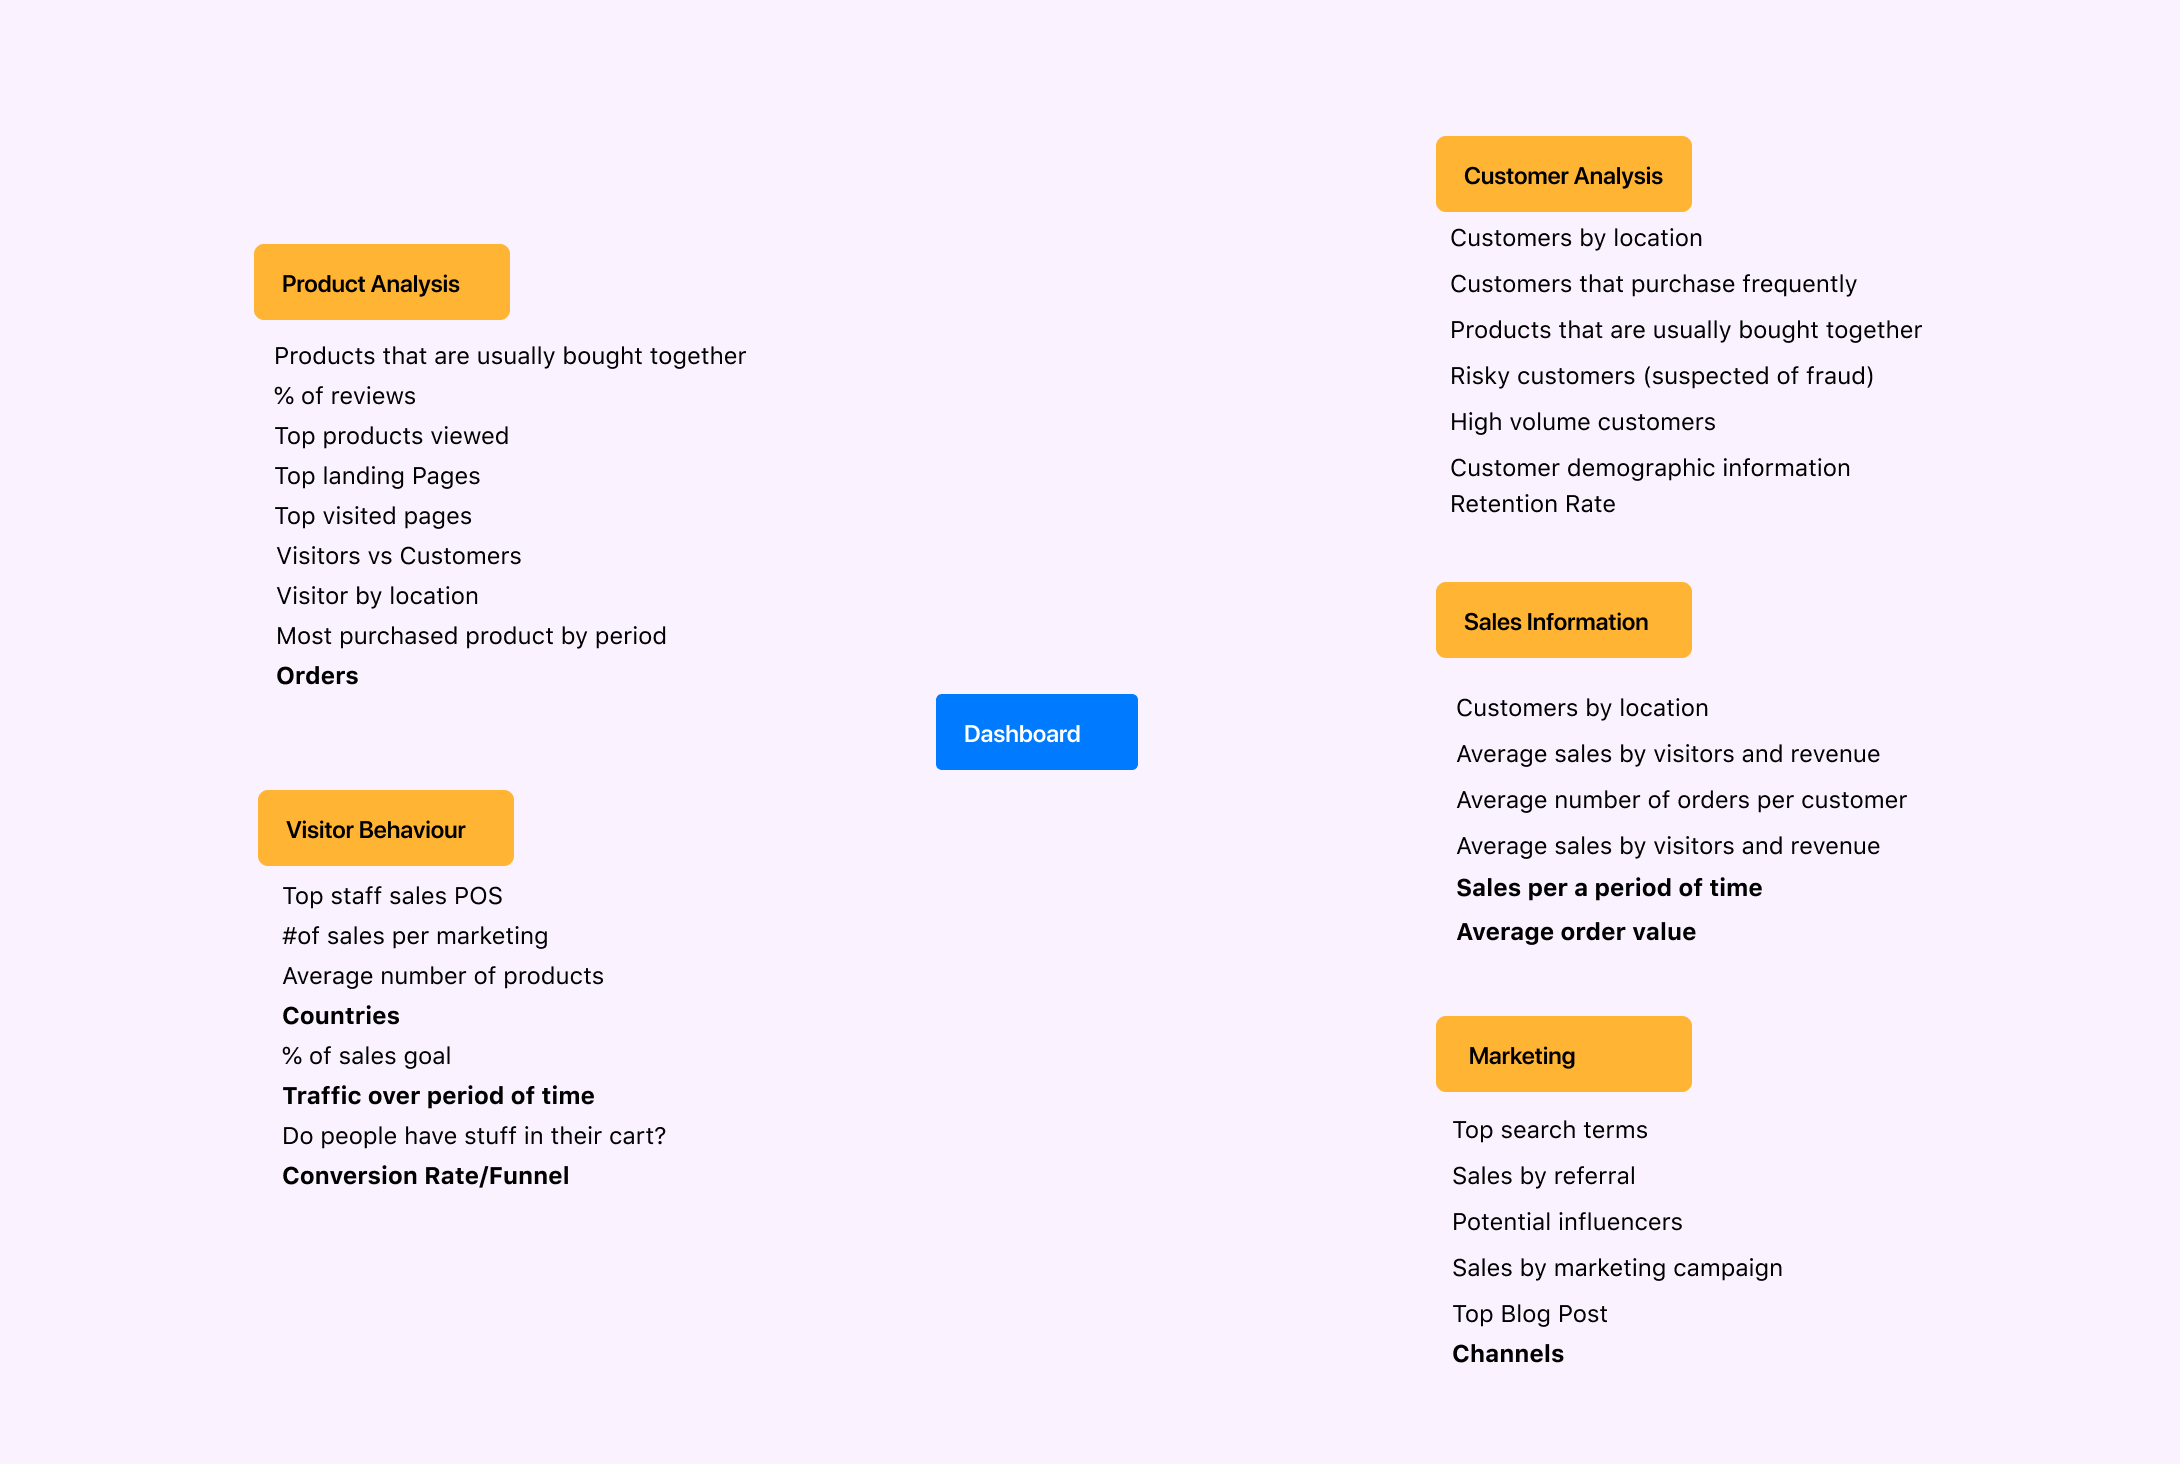 Product Analysis
Products that are usually bought together
% of reviews
Top products viewed
Top landing Pages
Top visited pages
Visitors vs Customers
Visitor by location
Most purchased product by period
Orders
Visitor Behaviour
Top staff sales POS
#of sales per marketing
Average number of products
Countries
% of sales goal
Traffic over period of time
Do people have stuff in their cart?
Conversion Rate/Funnel
Dashboard
Customer Analysis
Customers by location
Customers that purchase frequently
Products that are usually bought together
Risky customers (suspected of fraud)
High volume customers
Customer demographic information
Retention Rate
Sales Information
Customers by location
Average sales by visitors and revenue
Average number of orders per customer
Average sales by visitors and revenue
Sales per a period of time
Average order value
Marketing
Top search terms
Sales by referral
Potential influencers
Sales by marketing campaign
Top Blog Post
Channels